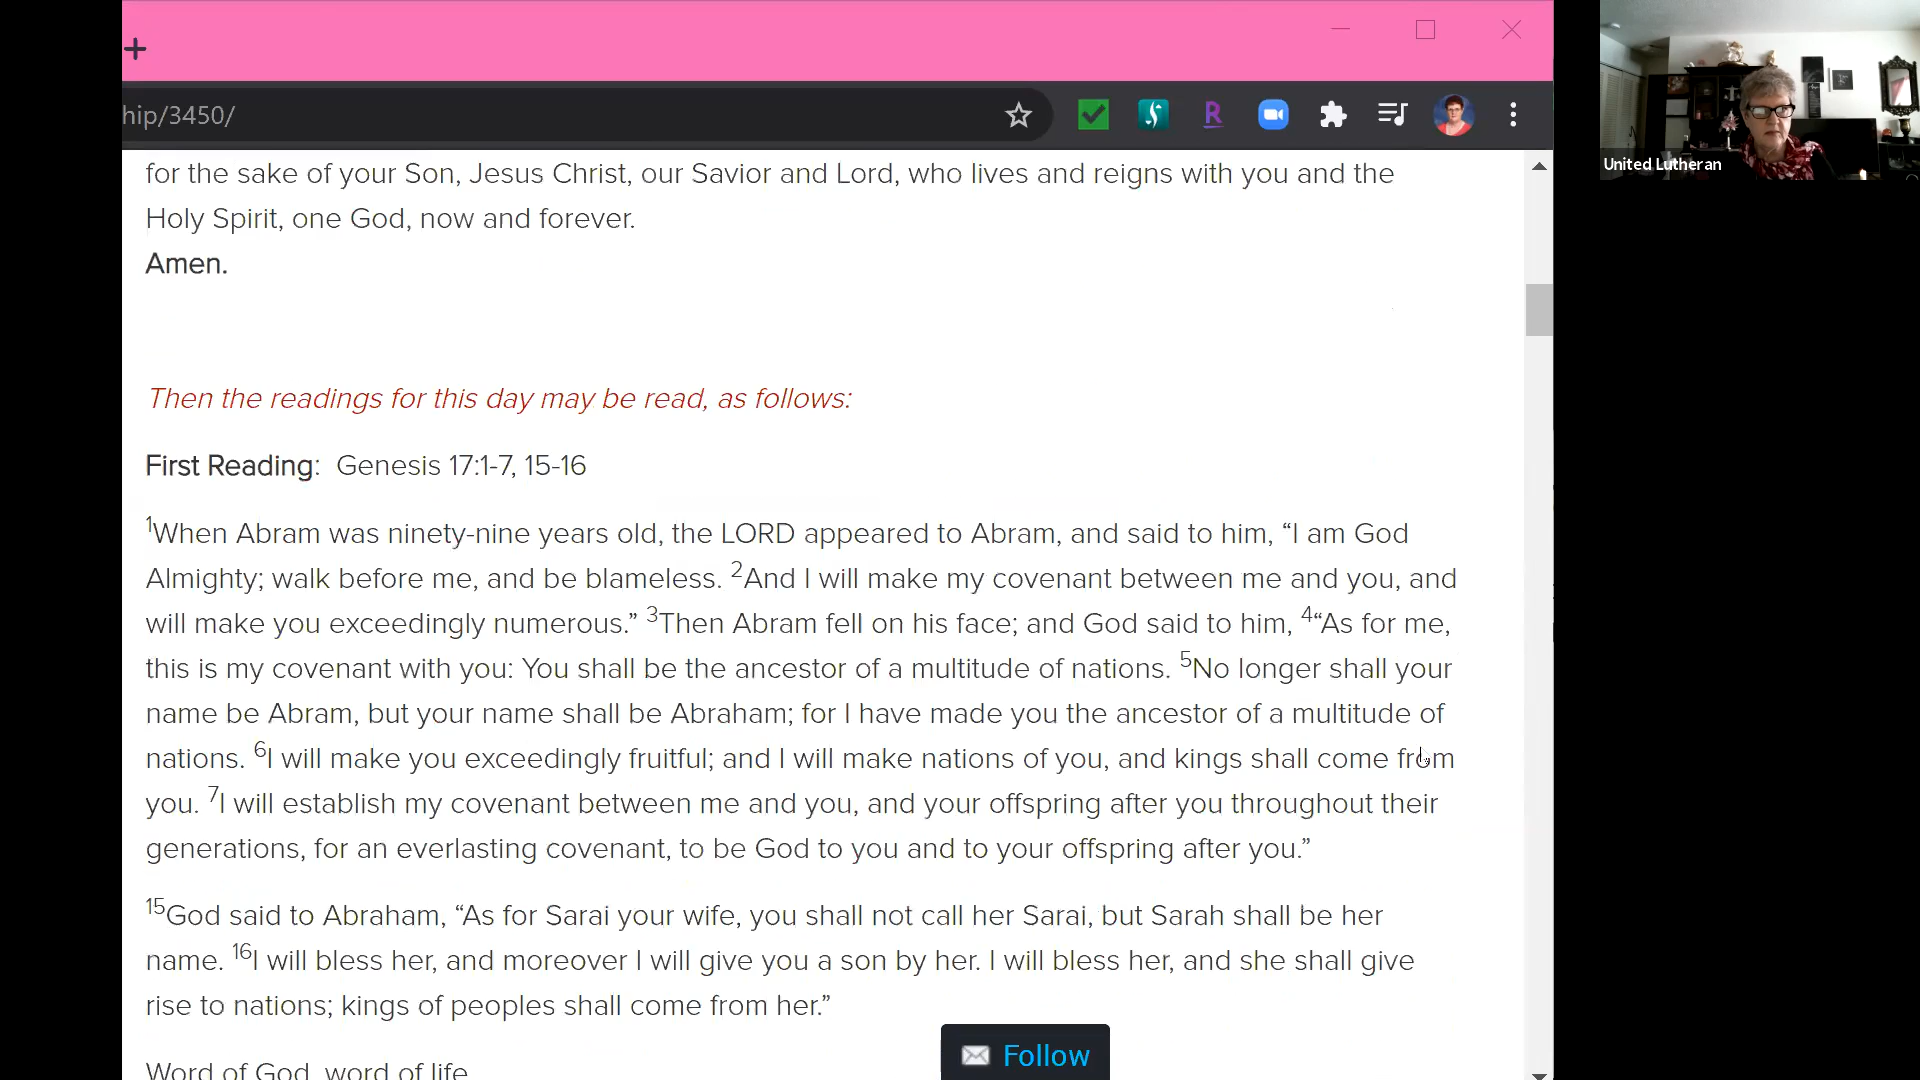 +
hip/3450/
R
United Lutheran
for the sake of your Son, Jesus Christ, our Savior and Lord, who lives and reigns with you and the
Holy Spirit, one God, now and forever.
Amen.
Then the readings for this day may be read, as follows:
First Reading: Genesis 17:1-7, 15-16
1When Abram was ninety-nine years old, the LORD appeared to Abram, and said to him, “I am God
Almighty; walk before me, and be blameless. 2And I will make my covenant between me and you, and
will make you exceedingly numerous.” 3Then Abram fell on his face; and God said to him, 4“As for me,
this is my covenant with you: You shall be the ancestor of a multitude of nations. 5No longer shall your
name be Abram, but your name shall be Abraham; for I have made you the ancestor of a multitude of
nations. 6I will make you exceedingly fruitful; and I will make nations of you, and kings shall come from
you. 7I will establish my covenant between me and you, and your offspring after you throughout their
generations, for an everlasting covenant, to be God to you and to your offspring after you.”
15God said to Abraham, “As for Sarai your wife, you shall not call her Sarai, but Sarah shall be her
name. 16I will bless her, and moreover I will give you a son by her. I will bless her, and she shall give
rise to nations; kings of peoples shall come from her.”
Word of God, word of life
Follow